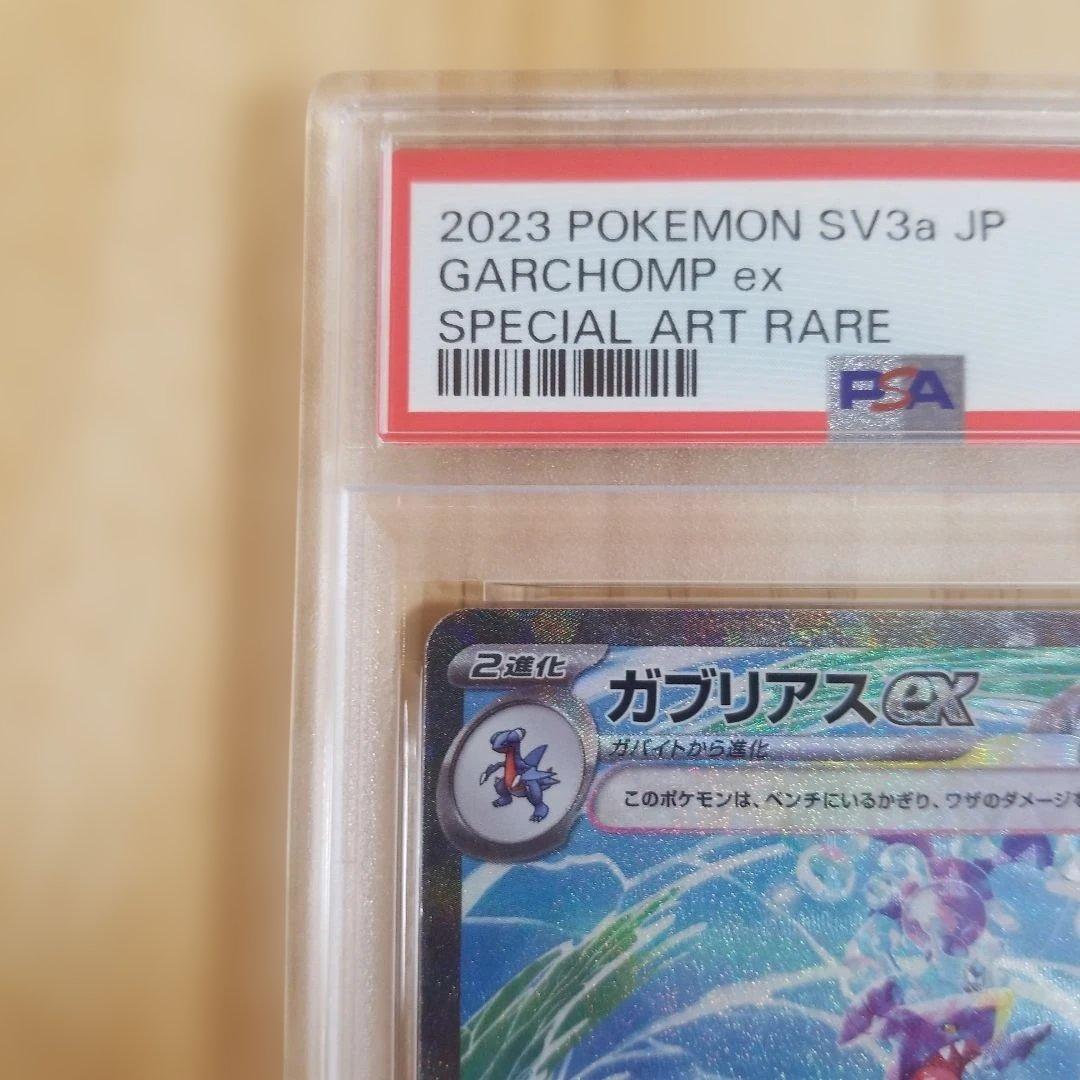 2023 POKEMON SV3a JP
GARCHOMP ex
SPECIAL ART RARE
PSA
2進化
ガブリアスex
ガバイトから進化
このポケモンは、ベンチにいるかぎり、ワザのダメージを